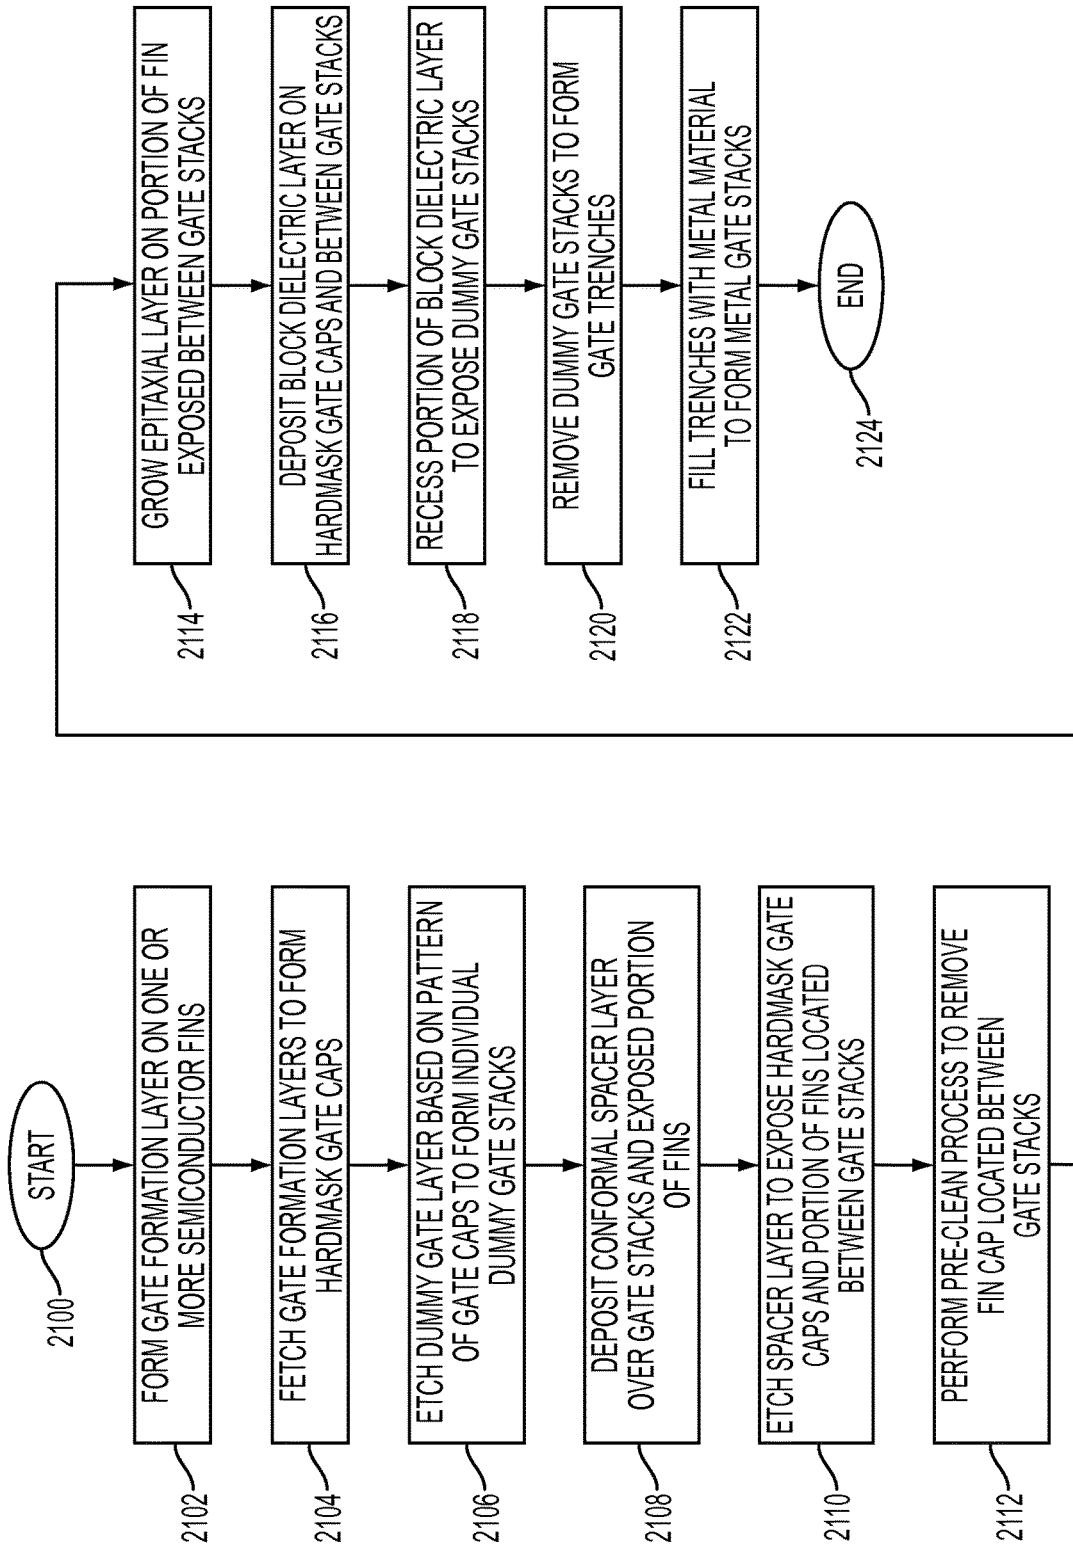 START
2100
FORM GATE FORMATION LAYER ON ONE OR
MORE SEMICONDUCTOR FINS
2102
FETCH GATE FORMATION LAYERS TO FORM
HARDMASK GATE CAPS
2104
ETCH DUMMY GATE LAYER BASED ON PATTERN
OF GATE CAPS TO FORM INDIVIDUAL
DUMMY GATE STACKS
2106
DEPOSIT CONFORMAL SPACER LAYER
OVER GATE STACKS AND EXPOSED PORTION
OF FINS
2108
ETCH SPACER LAYER TO EXPOSE HARDMASK GATE
CAPS AND PORTION OF FINS LOCATED
BETWEEN GATE STACKS
2110
PERFORM PRE-CLEAN PROCESS TO REMOVE
FIN CAP LOCATED BETWEEN
GATE STACKS
2112
GROW EPITAXIAL LAYER ON PORTION OF FIN
EXPOSED BETWEEN GATE STACKS
2114
DEPOSIT BLOCK DIELECTRIC LAYER ON
HARDMASK GATE CAPS AND BETWEEN GATE STACKS
2116
RECESS PORTION OF BLOCK DIELECTRIC LAYER
TO EXPOSE DUMMY GATE STACKS
2118
REMOVE DUMMY GATE STACKS TO FORM
GATE TRENCHES
2120
FILL TRENCHES WITH METAL MATERIAL
TO FORM METAL GATE STACKS
2122
END
2124